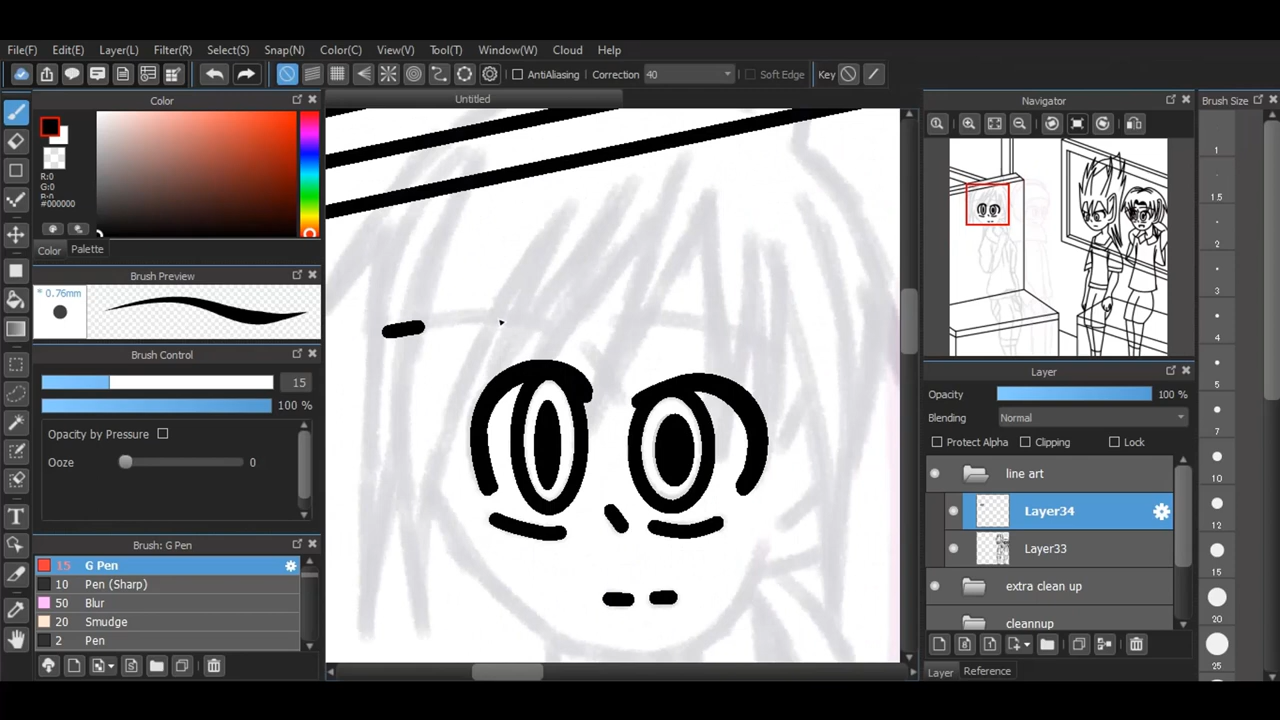 File(F) Edit(E) Layer(L) Filter(R) Select(S) Snap(N) Color(C) View(V) Tool(T) Window(W) Cloud Help
AntiAliasing Correction 40 Soft Edge Key
Color
R:0
G:0
B:0
#000000
Color Palette
Brush Preview
* 0.76mm
Brush Control
15
100 %
Opacity by Pressure
Ooze 0
Brush: G Pen
15 G Pen
10 Pen (Sharp)
50 Blur
20 Smudge
2 Pen
Untitled
Navigator
Layer
Opacity 100 %
Blending Normal
Protect Alpha Clipping Lock
line art
Layer34
Layer33
extra clean up
cleannup
Layer Reference
Brush Size
1
1.5
2
3
4
5
7
10
12
15
20
25